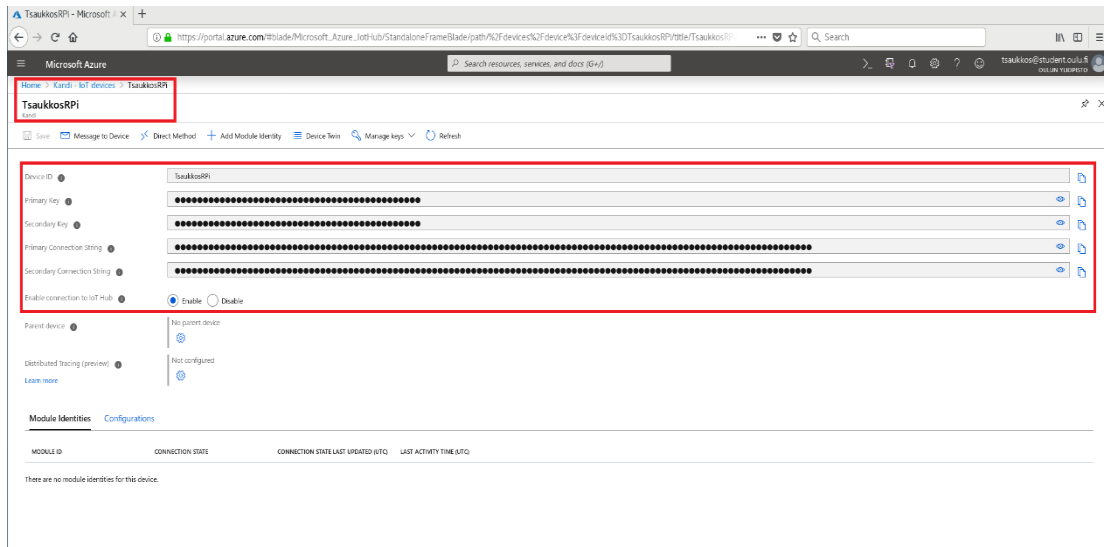 TsaukkosRPi - Microsoft A
https://portal.azure.com/#blade/Microsoft_Azure_IotHub/StandaloneFrameBlade/path/%2Fdevices%2Fdevice%3FdeviceId%3DTsaukkosRPi/title/TsaukkosRP
Search
Microsoft Azure
Search resources, services, and docs (G+/)
tsaukkos@student.oulu.fi
OULUN YLIOPISTO
Home > Kandi - IoT devices > TsaukkosRPi
TsaukkosRPi
Kandi
Save Message to Device Direct Method Add Module Identity Device Twin Manage keys Refresh
Device ID TsaukkosRPi
Primary Key
Secondary Key
Primary Connection String
Secondary Connection String
Enable connection to IoT Hub Enable Disable
Parent device No parent device
Distributed Tracing (preview) Not configured
Learn more
Module Identities Configurations
MODULE ID CONNECTION STATE CONNECTION STATE LAST UPDATED (UTC) LAST ACTIVITY TIME (UTC)
There are no module identities for this device.